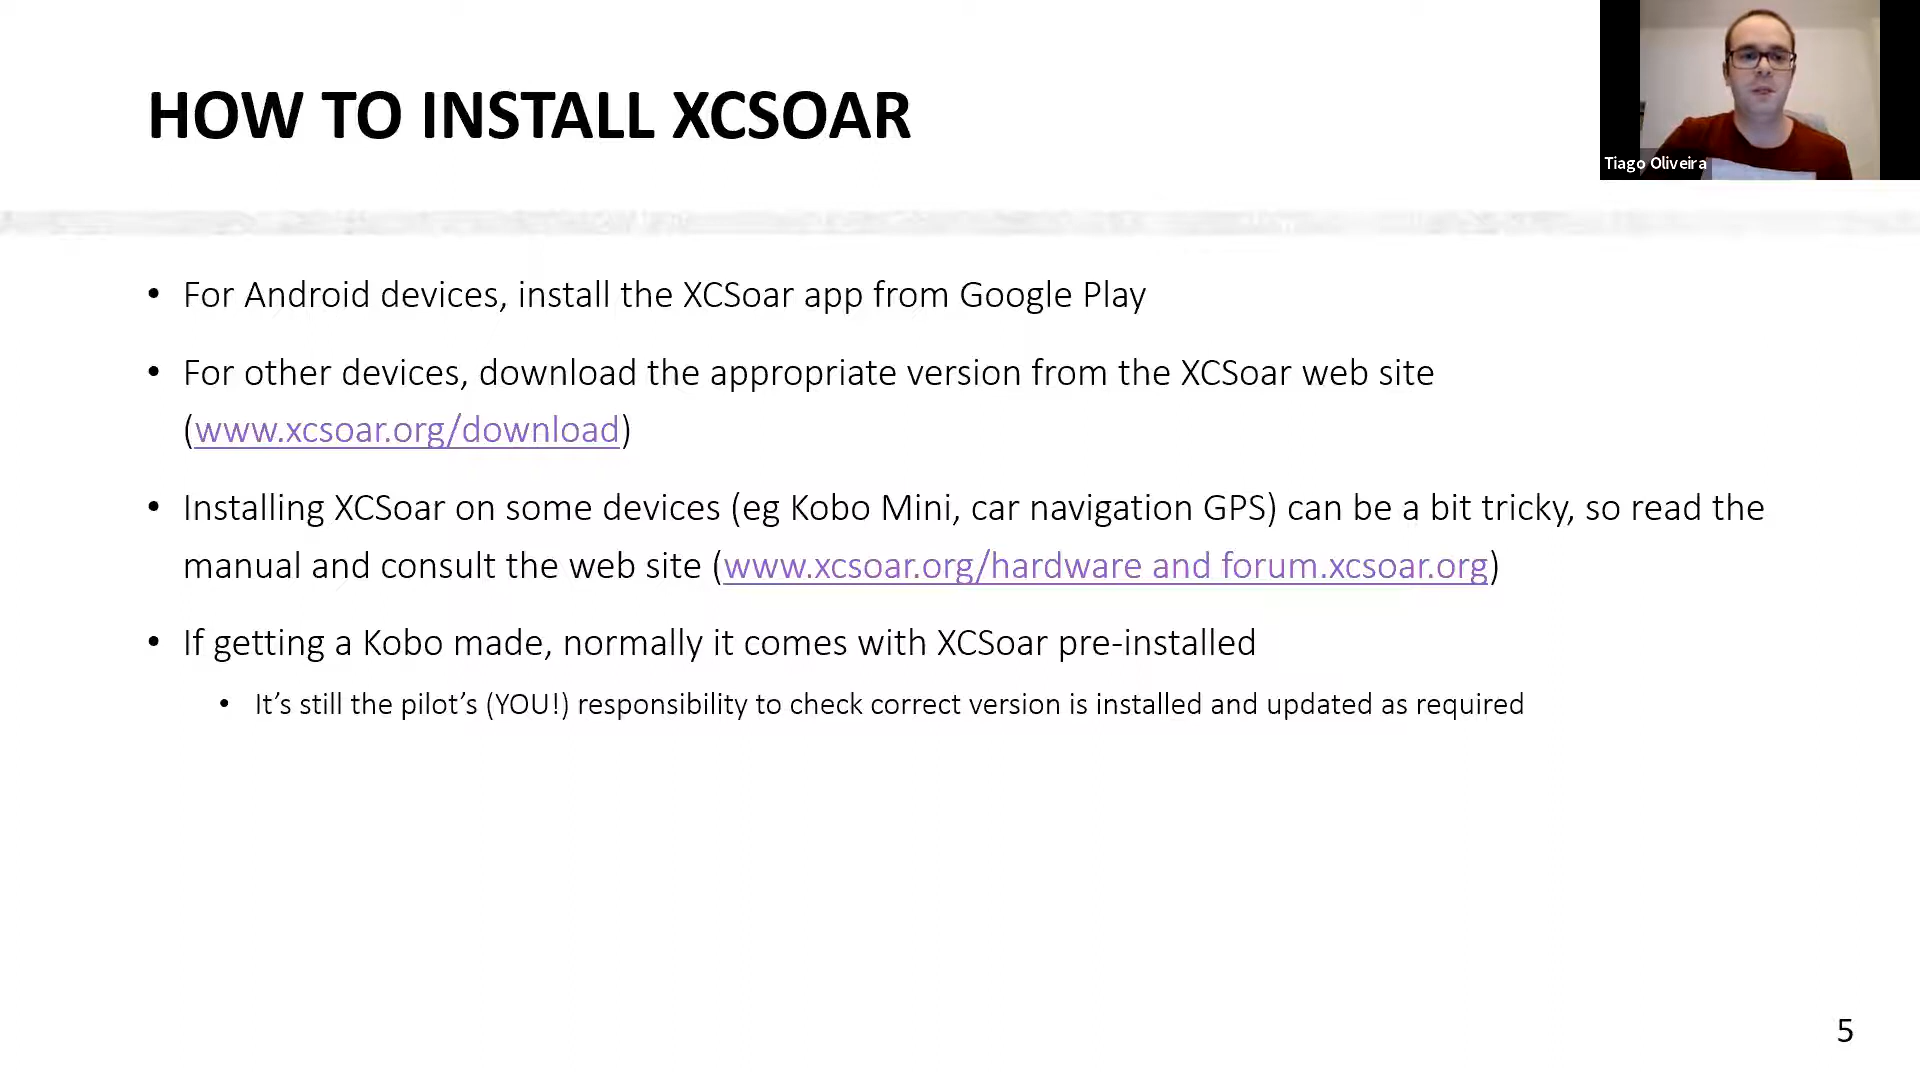 HOW TO INSTALL XCSOAR
Tiago Oliveira
• For Android devices, install the XCSoar app from Google Play
• For other devices, download the appropriate version from the XCSoar web site
(www.xcsoar.org/download)
• Installing XCSoar on some devices (eg Kobo Mini, car navigation GPS) can be a bit tricky, so read the
manual and consult the web site (www.xcsoar.org/hardware and forum.xcsoar.org)
• If getting a Kobo made, normally it comes with XCSoar pre-installed
• It’s still the pilot’s (YOU!) responsibility to check correct version is installed and updated as required
5